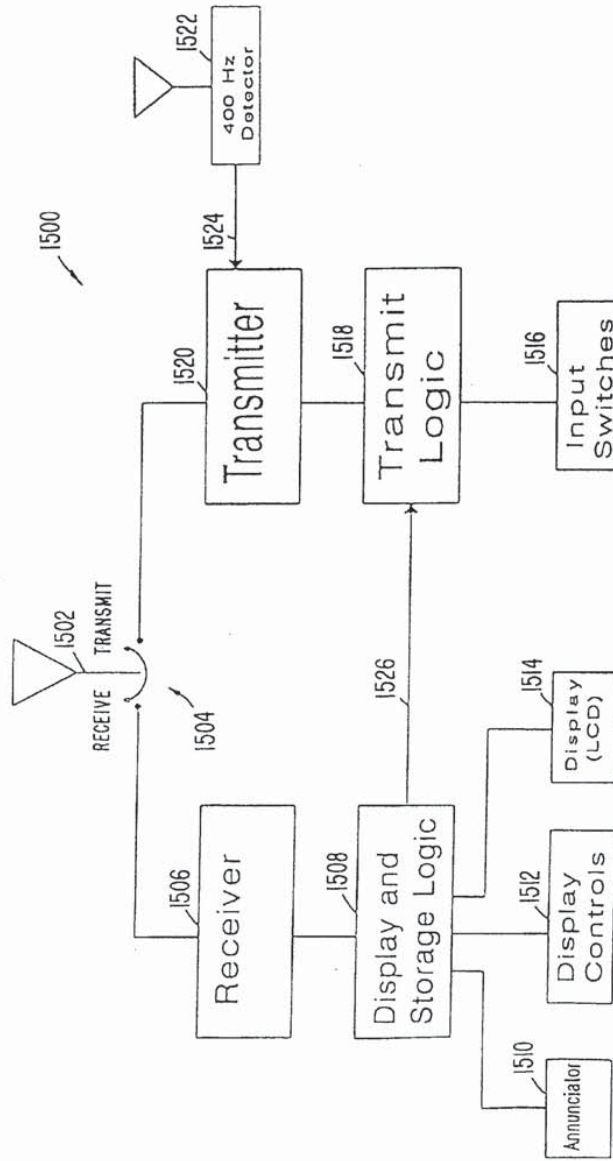 1500
1502
RECEIVE TRANSMIT
1504
1506
Receiver
1520
Transmitter
1524
1522
400 Hz
Detector
1508
Display and
Storage Logic
1526
1518
Transmit
Logic
1510
Annunciator
1512
Display
Controls
1514
Display
(LCD)
1516
Input
Switches